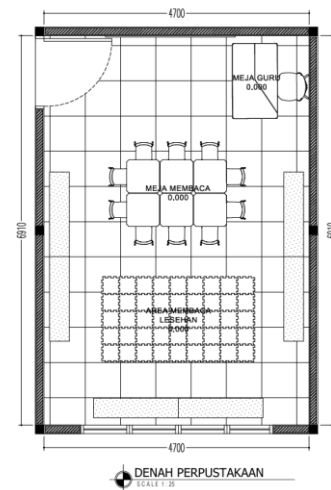 4700
MEJA GURU
0.000
MEJA MEMBACA
0.000
6910
6910
AREA MEMBACA
LESEHAN
0.000
4700
DENAH PERPUSTAKAAN
SCALE 1:25